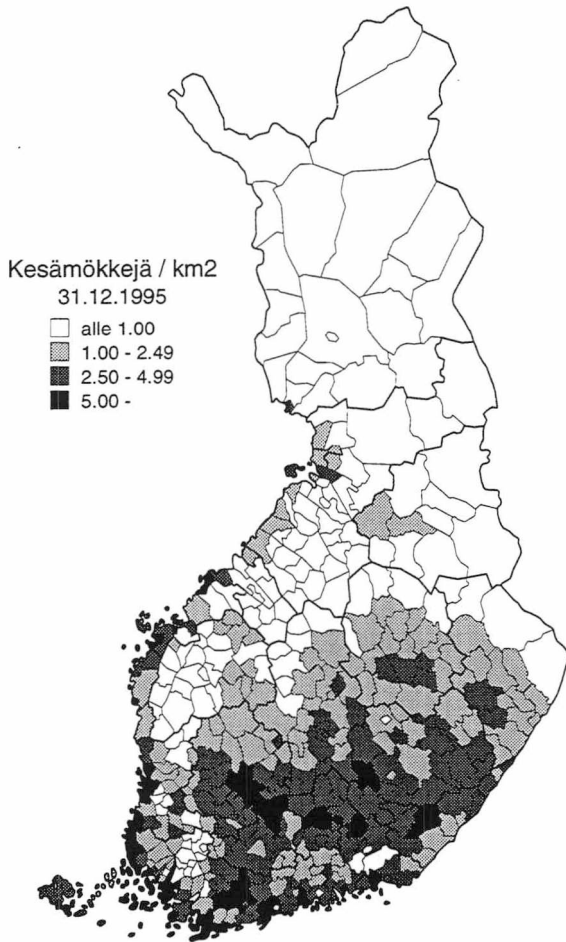 Kesämökkejä / km2
31.12.1995
alle 1.00
1.00 - 2.49
2.50 - 4.99
5.00 -